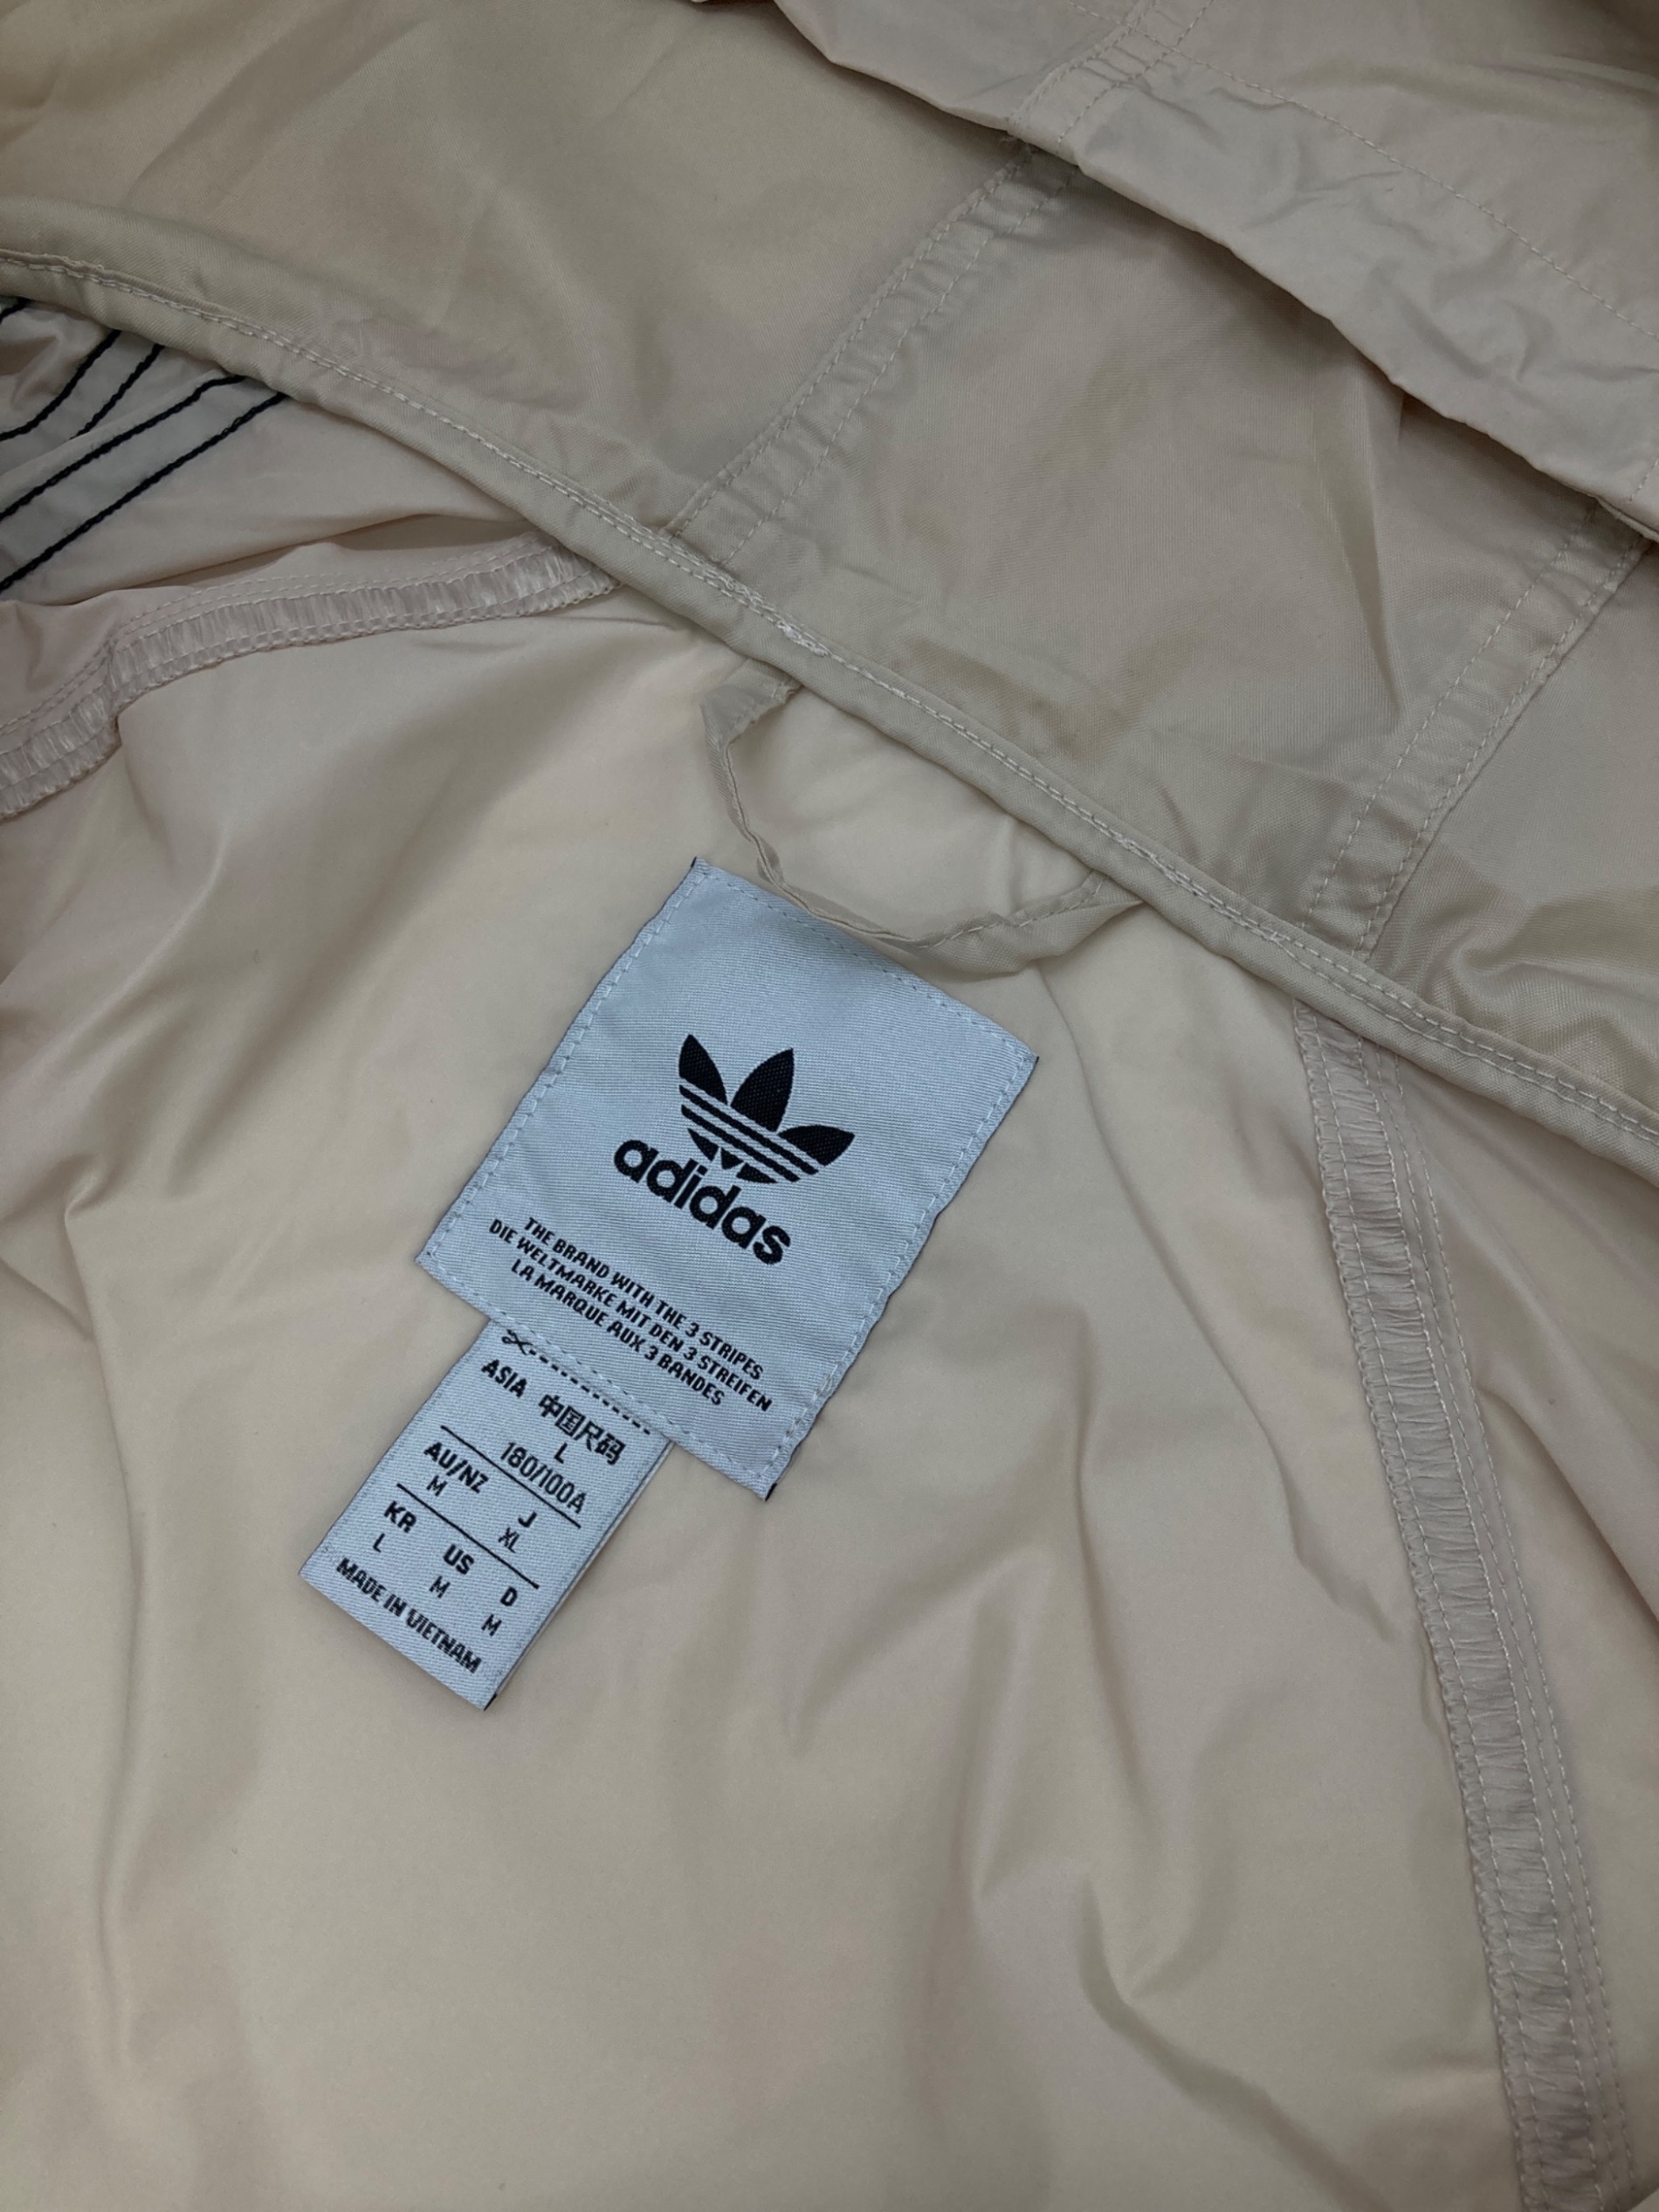 adidas
THE BRAND WITH THE 3 STRIPES
DIE WELTMARKE MIT DEN 3 STREIFEN
LA MARQUE AUX 3 BANDES
ASIA 中国尺码
L 180/100A
AU/NZ J
M XL
KR US D
L M M
MADE IN VIETNAM